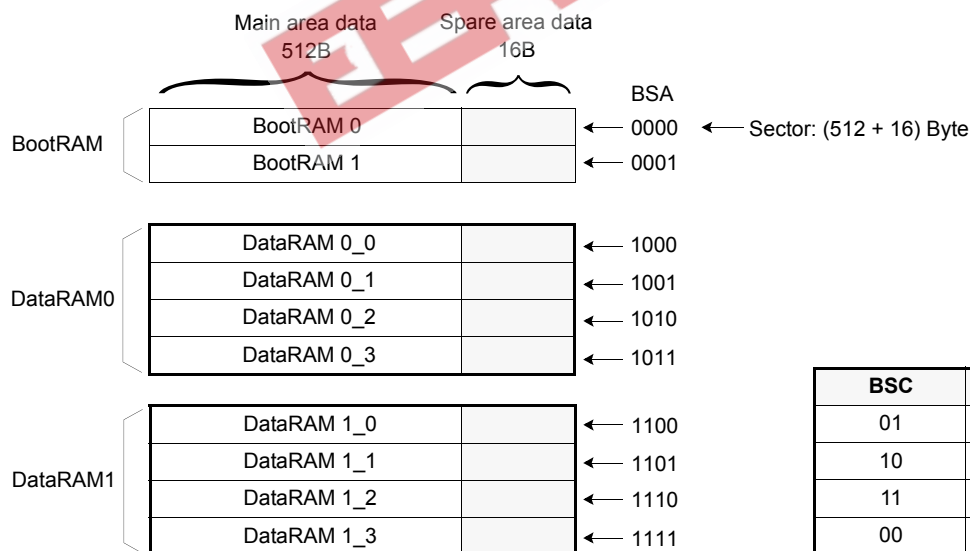 Main area data
512B
Spare area data
16B
BSA
BootRAM
BootRAM 0
0000
Sector: (512 + 16) Byte
BootRAM 1
0001
DataRAM0
DataRAM 0_0
1000
DataRAM 0_1
1001
DataRAM 0_2
1010
DataRAM 0_3
1011
DataRAM1
DataRAM 1_0
1100
DataRAM 1_1
1101
DataRAM 1_2
1110
DataRAM 1_3
1111
BSC
01
10
11
00